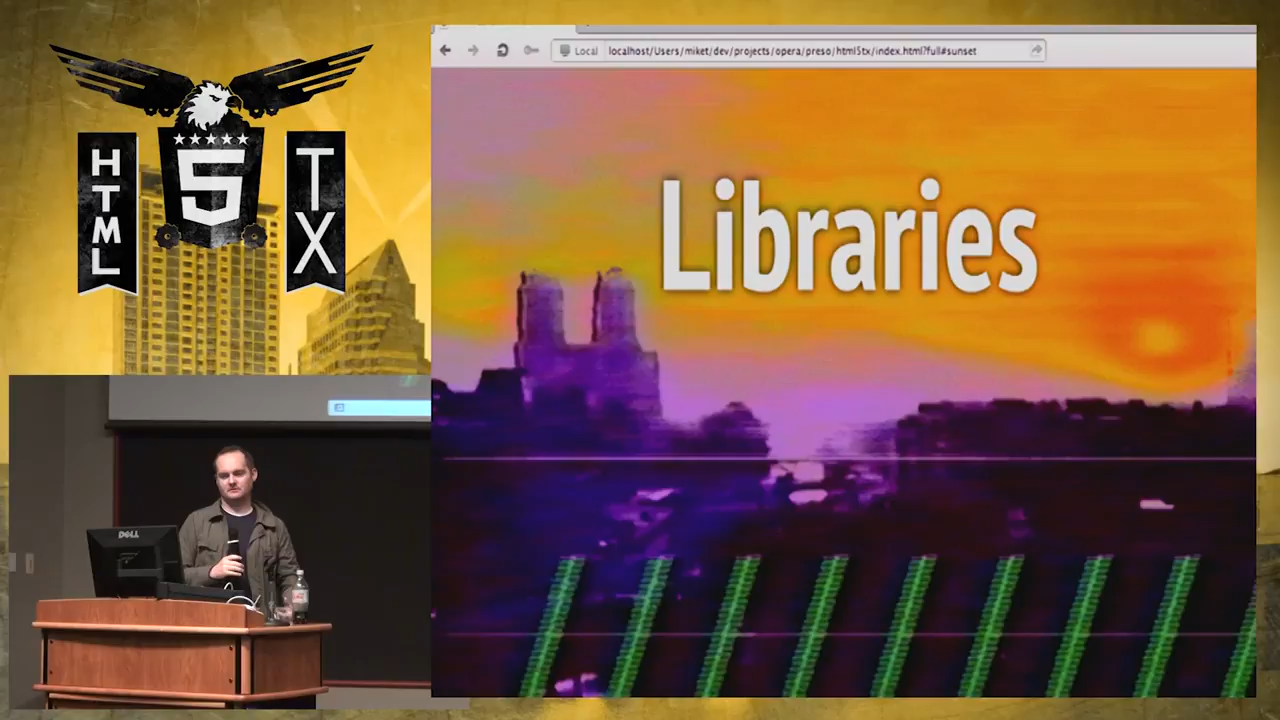 HTML
5
TX
Local localhost/Users/miket/dev/projects/opera/preso/html5tx/index.html?full#sunset
Libraries
DELL